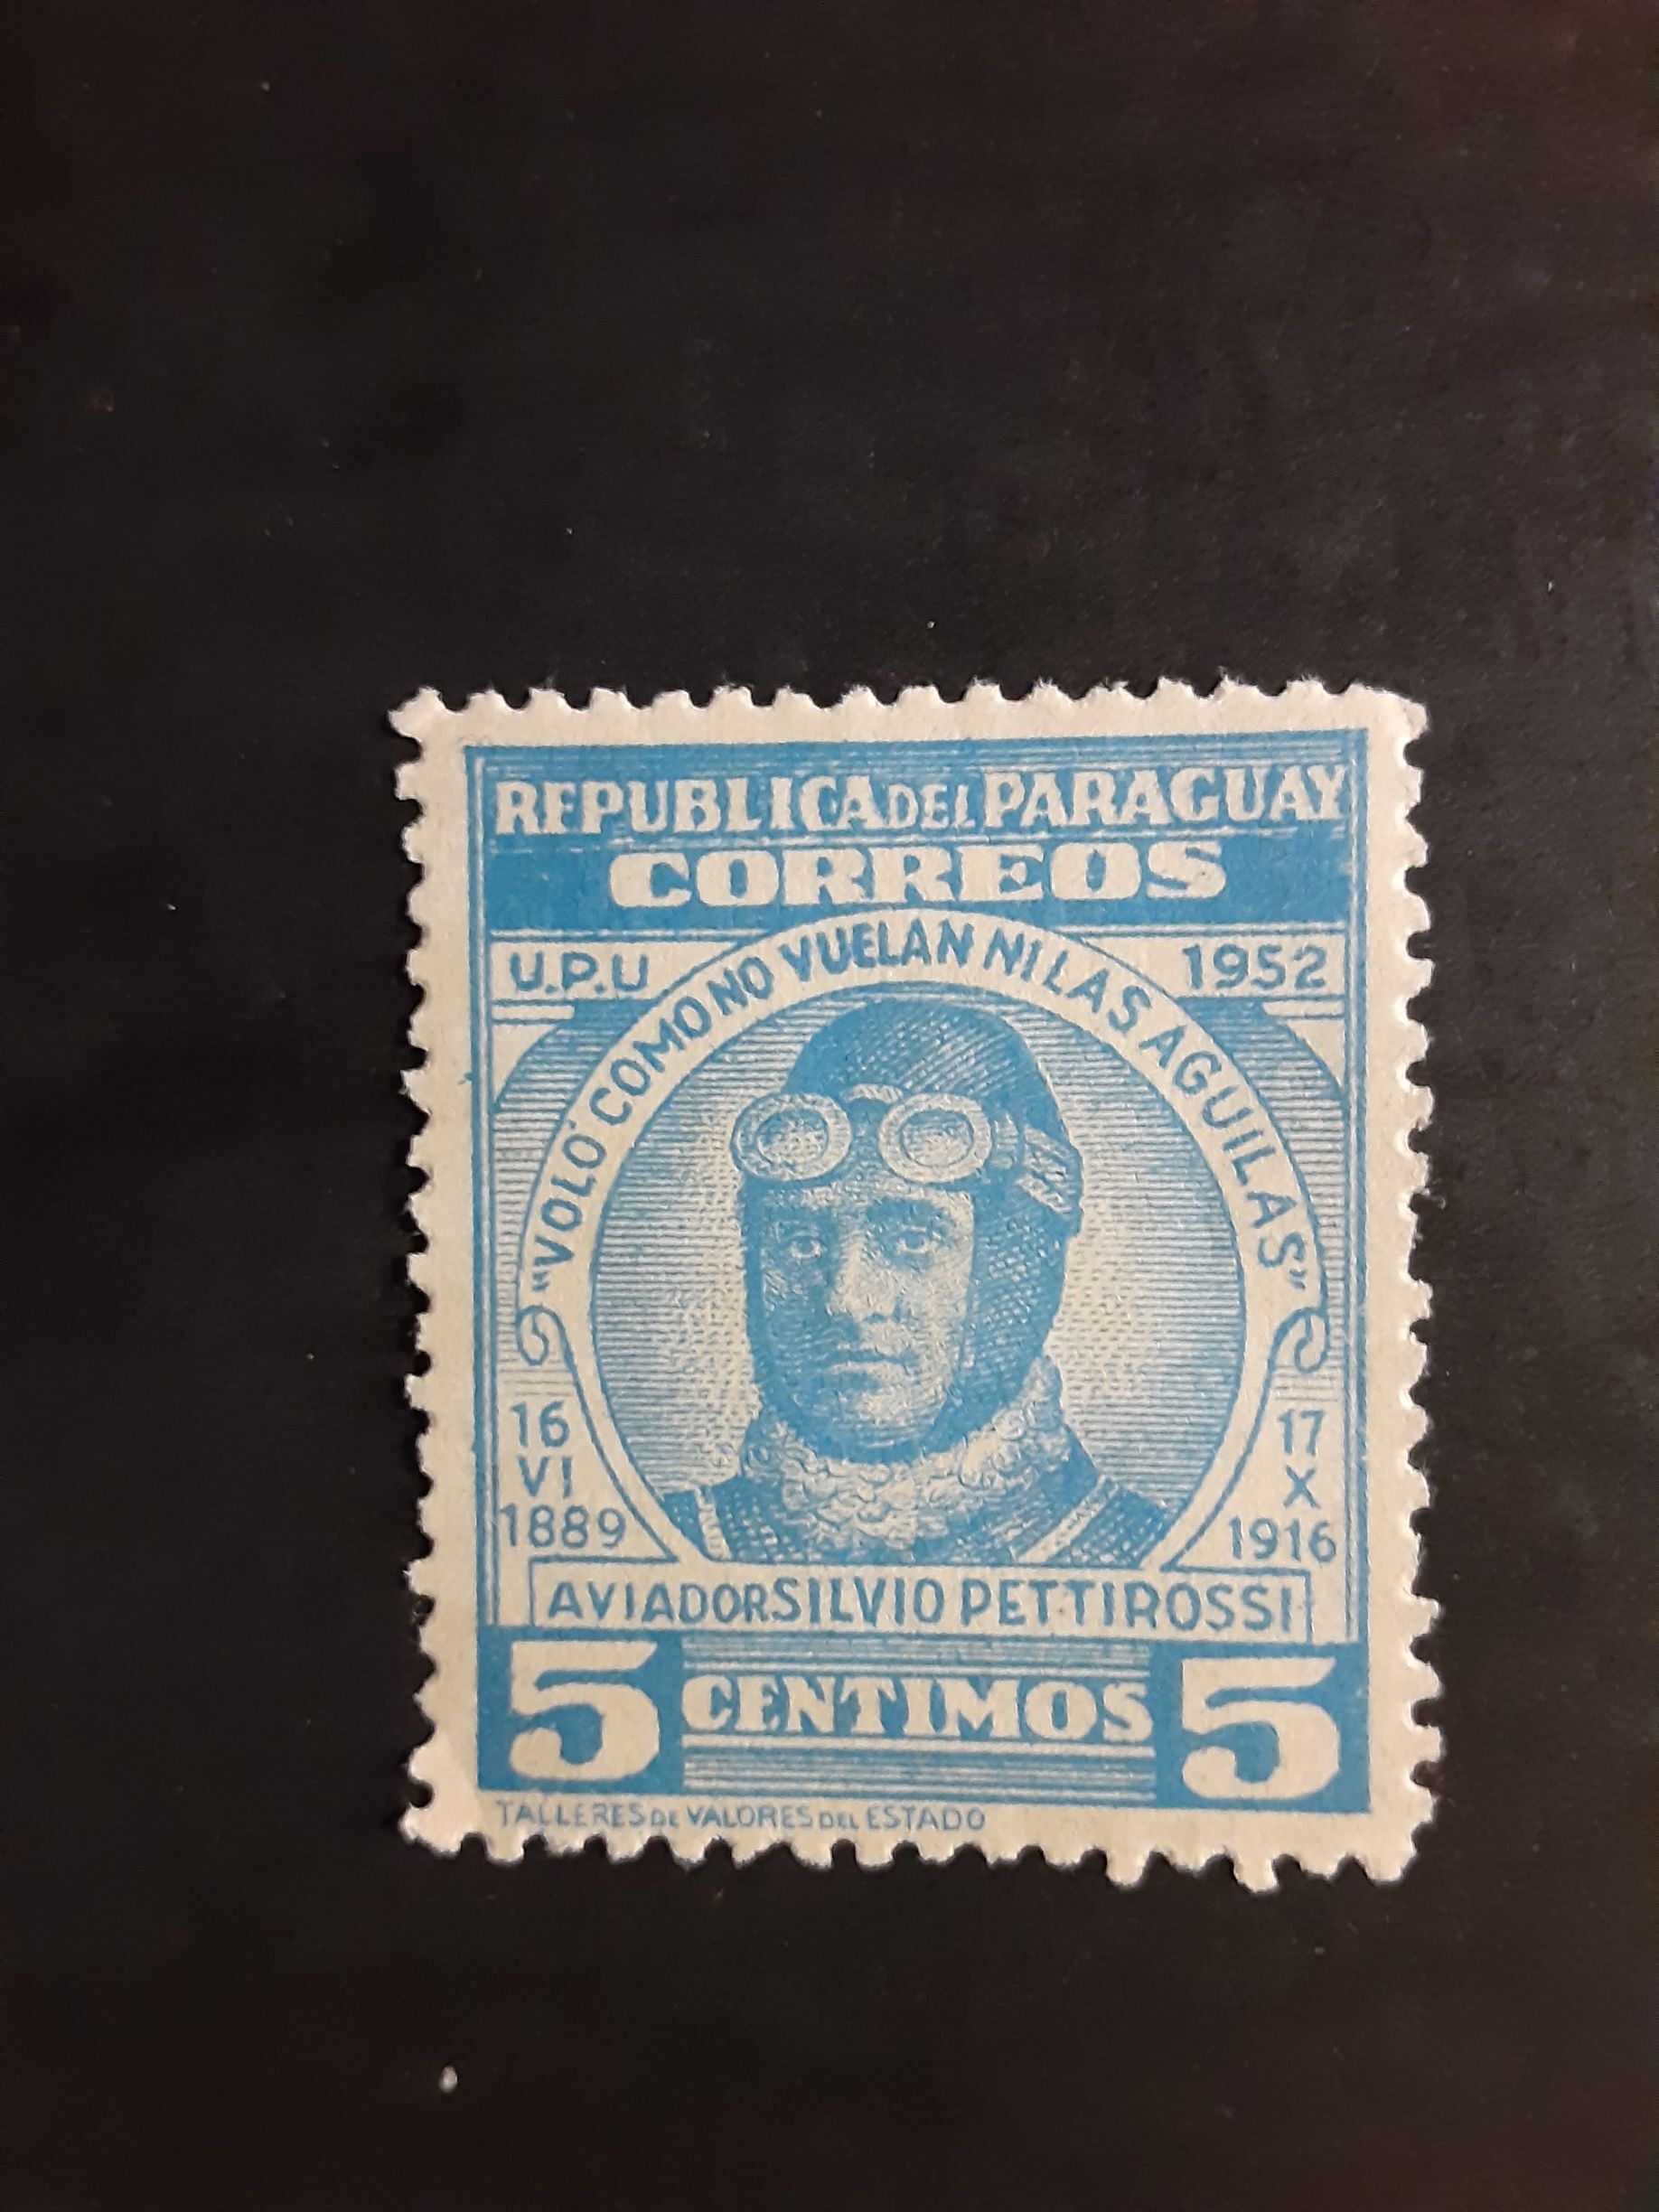 REPUBLICA DEL PARAGUAY
CORREOS
U.P.U 1952
"VOLO COMO NO VUELAN NI LAS AGUILAS"
16
VI
1889
17
X
1916
AVIADOR SILVIO PETTIROSSI
5 CENTIMOS 5
TALLERES DE VALORES DEL ESTADO